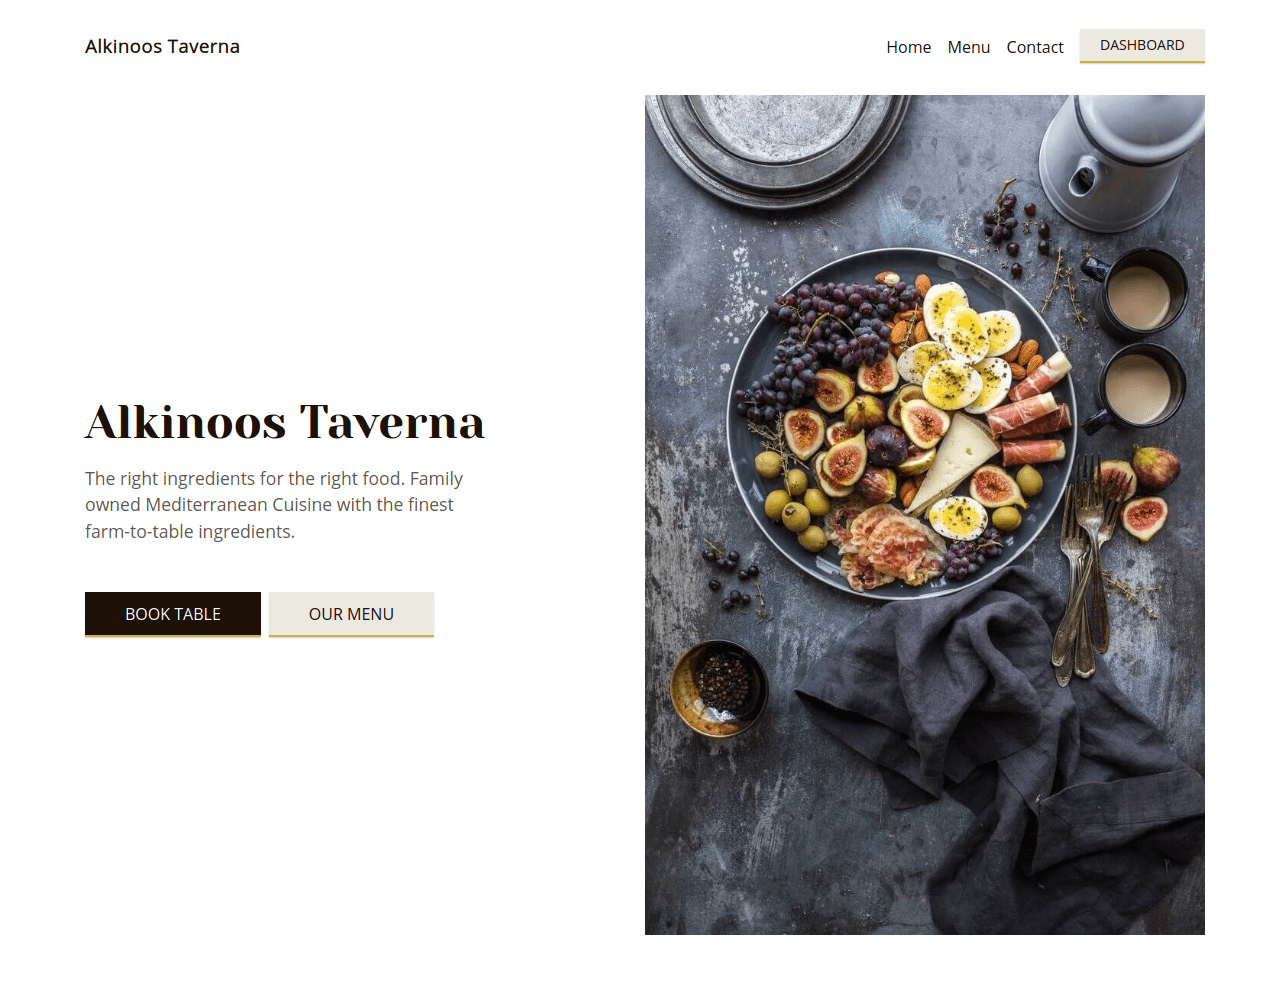 Alkinoos Taverna
Home Menu Contact DASHBOARD
Alkinoos Taverna
The right ingredients for the right food. Family
owned Mediterranean Cuisine with the finest
farm-to-table ingredients.
BOOK TABLE OUR MENU